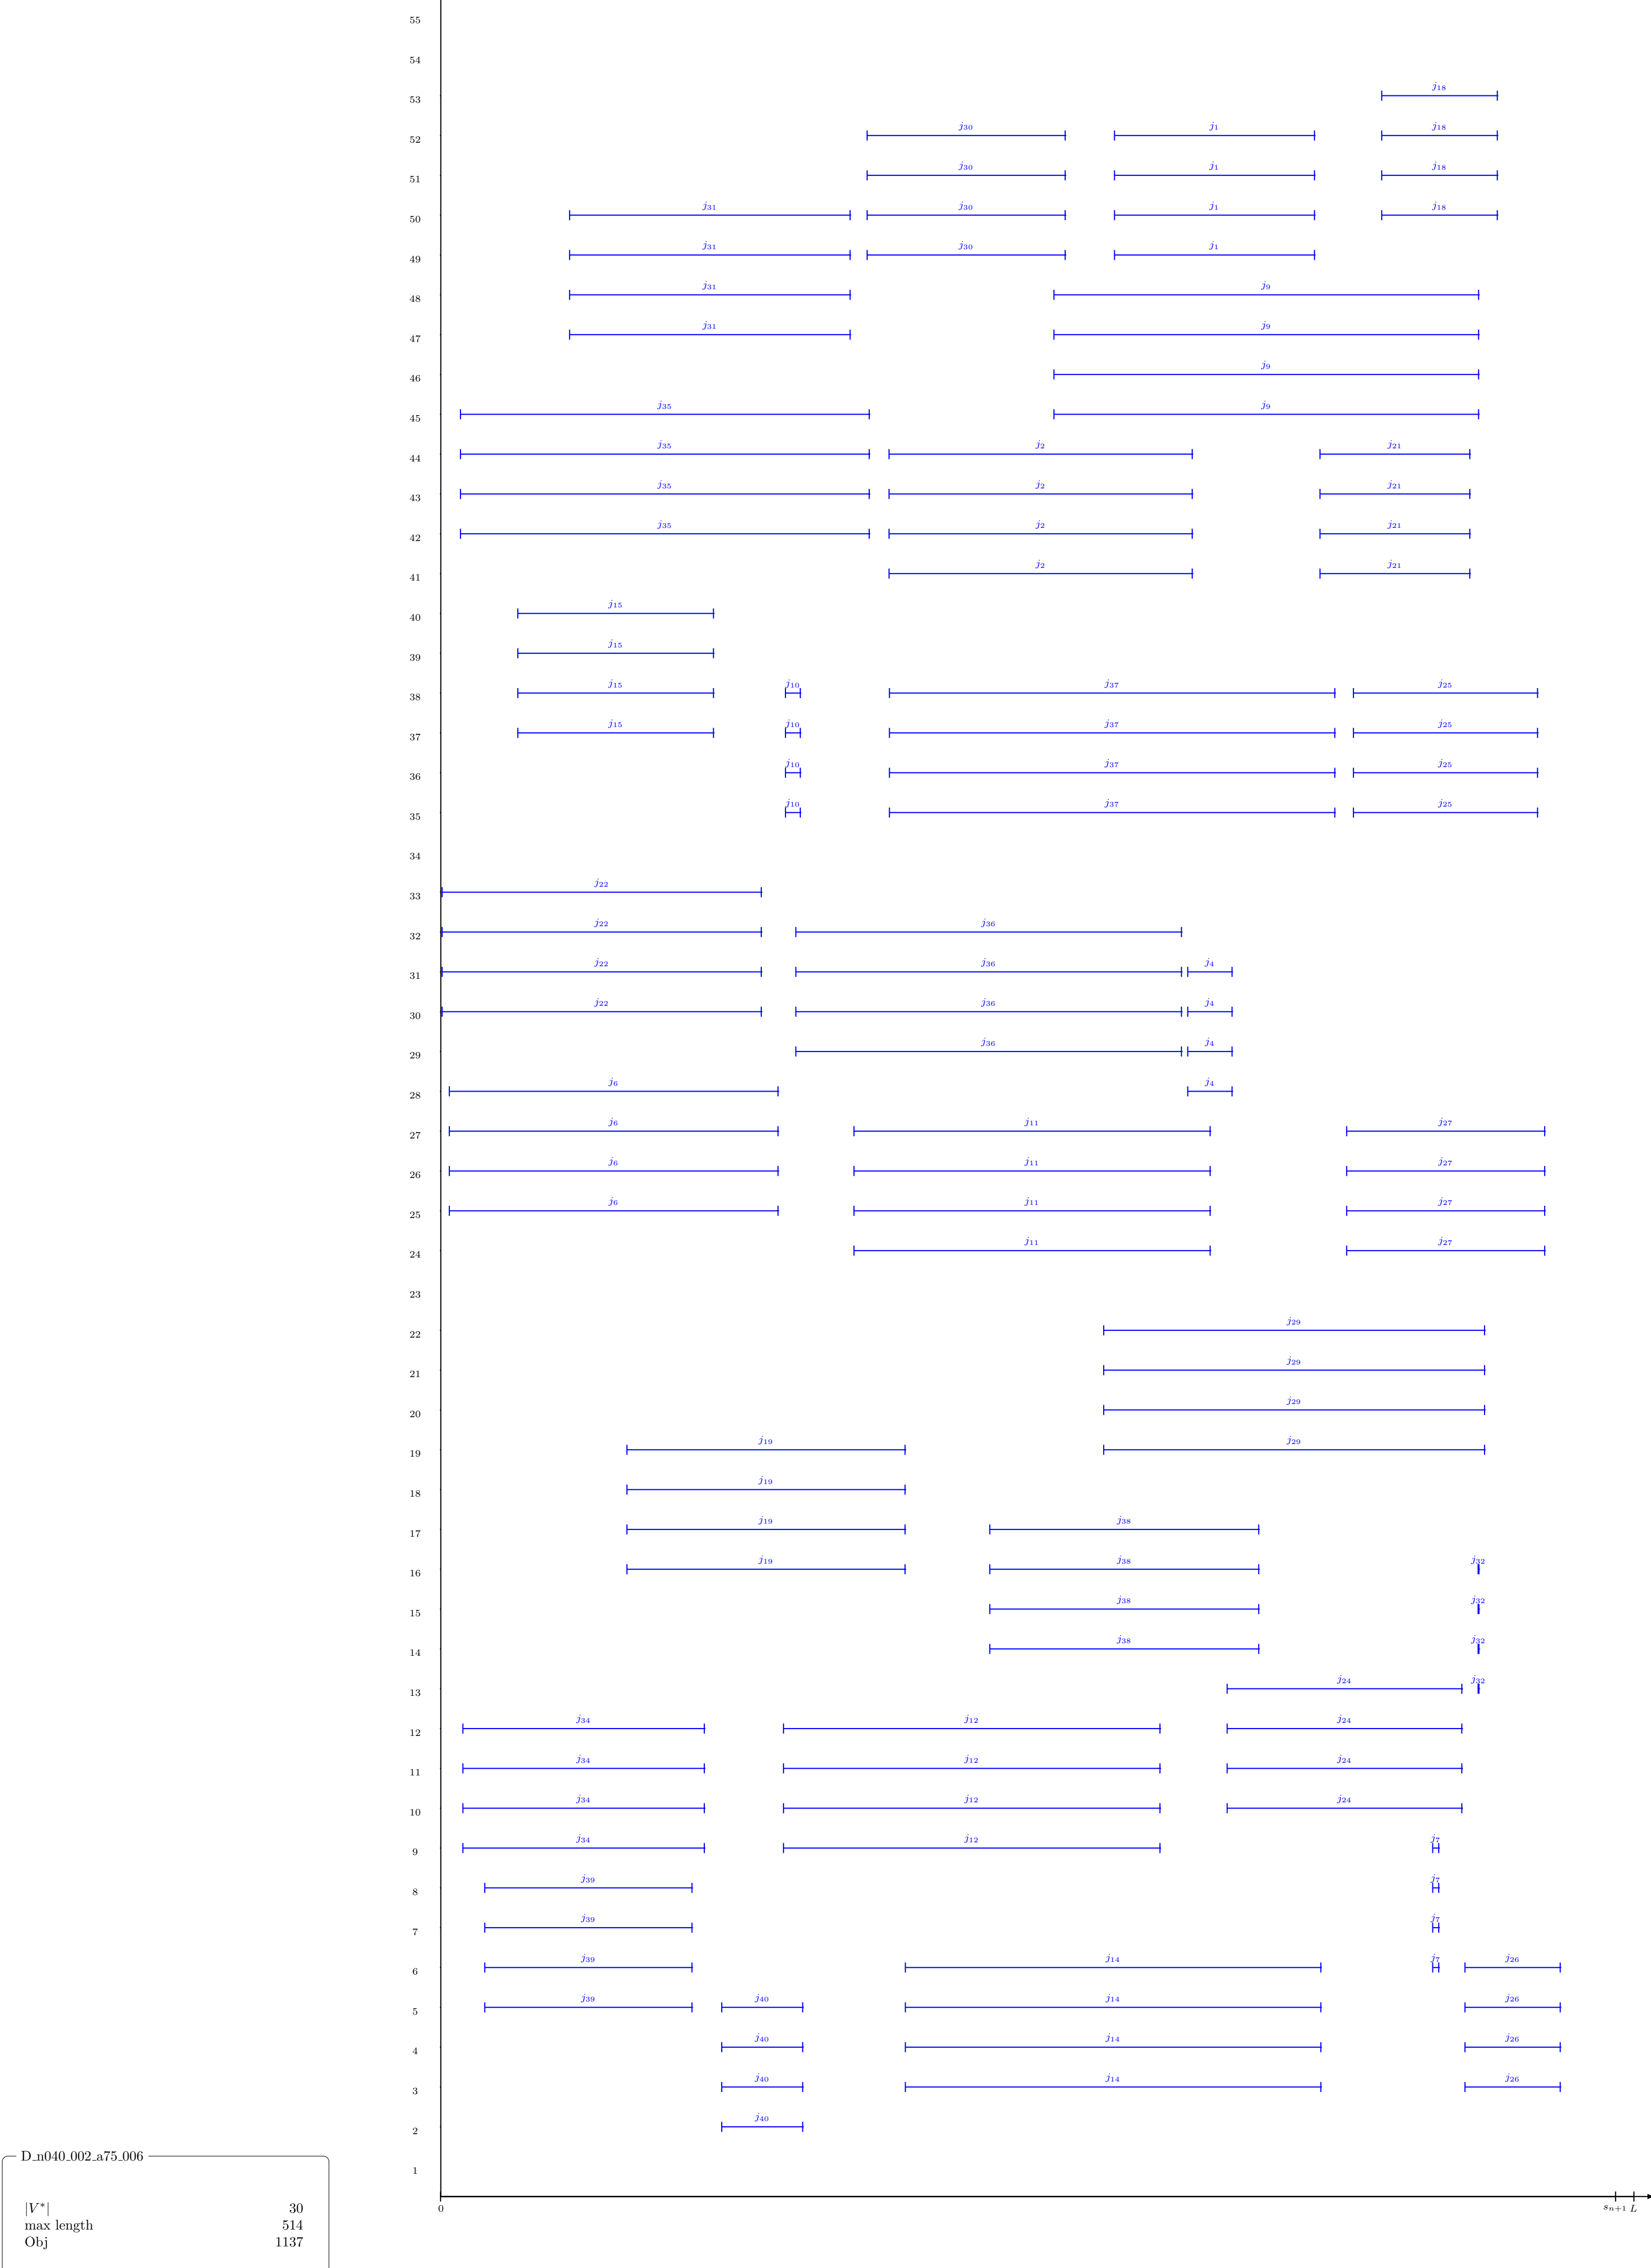 55
54
53 j18
52 j30 j1 j18
51 j30 j1 j18
50 j31 j30 j1 j18
49 j31 j30 j1
48 j31 j9
47 j31 j9
46 j9
45 j35 j9
44 j35 j2 j21
43 j35 j2 j21
42 j35 j2 j21
41 j2 j21
40 j15
39 j15
38 j15 j10 j37 j25
37 j15 j10 j37 j25
36 j10 j37 j25
35 j10 j37 j25
34
33 j22
32 j22 j36
31 j22 j36 j4
30 j22 j36 j4
29 j36 j4
28 j6 j4
27 j6 j11 j27
26 j6 j11 j27
25 j6 j11 j27
24 j11 j27
23
22 j29
21 j29
20 j29
19 j19 j29
18 j19
17 j19 j38
16 j19 j38 j32
15 j38 j32
14 j38 j32
13 j24 j32
12 j34 j12 j24
11 j34 j12 j24
10 j34 j12 j24
9 j34 j12 j7
8 j39 j7
7 j39 j7
6 j39 j14 j7 j26
5 j39 j40 j14 j26
4 j40 j14 j26
3 j40 j14 j26
2 j40
1
0 sn+1 L
D_n040_002_a75_006
|V*| 30
max length 514
Obj 1137